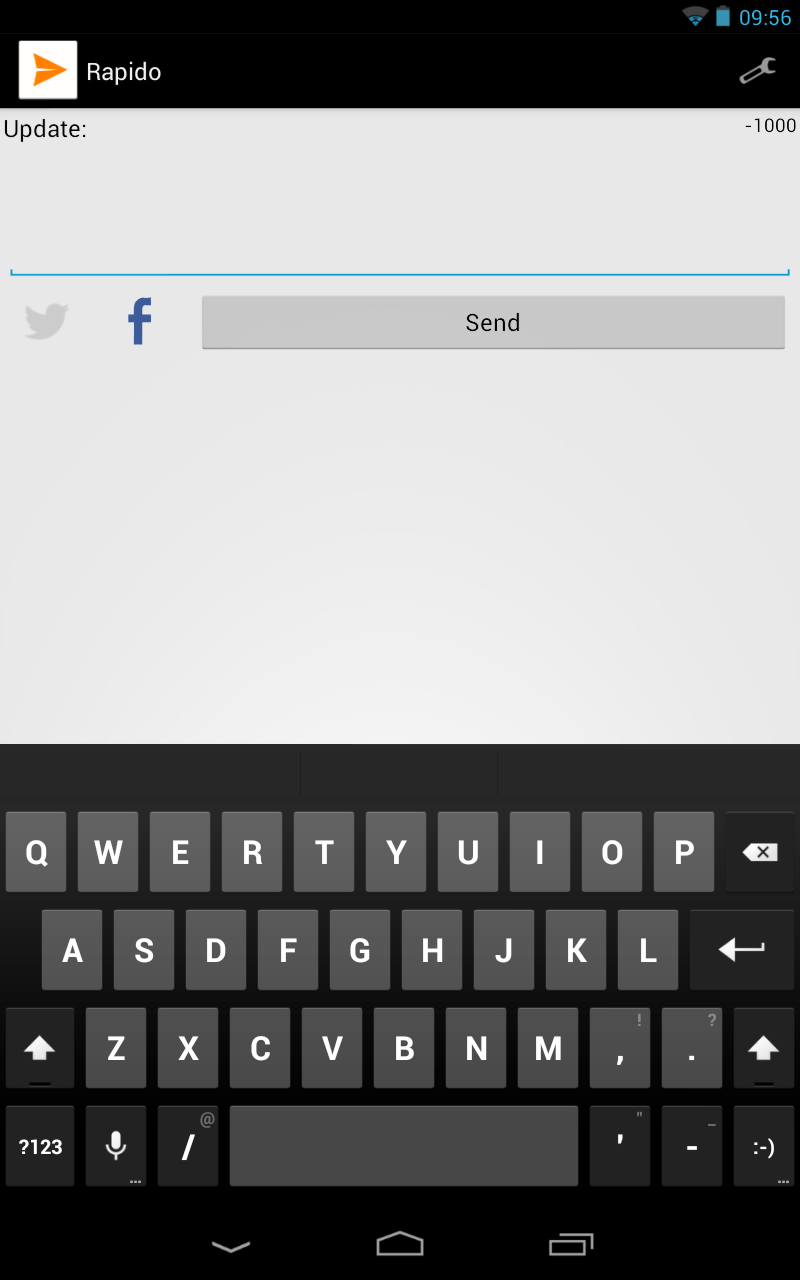 09:56
Rapido
Update:
-1000
Send
Q W E R T Y U I O P
A S D F G H J K L
! ?
Z X C V B N M , .
@ " _
?123 / ' - :-)
... ...